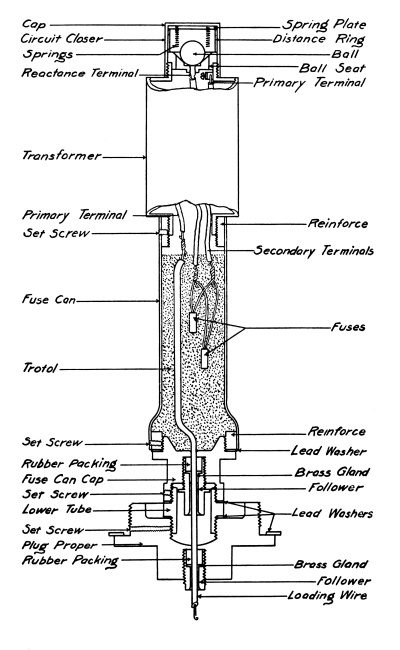 Cap
Spring Plate
Circuit Closer
Distance Ring
Springs
Ball
Ball Seat
Reactance Terminal
Primary Terminal
Transformer
Primary Terminal
Reinforce
Set Screw
Secondary Terminals
Fuse Can
Fuses
Trotol
Reinforce
Set Screw
Lead Washer
Rubber Packing
Brass Gland
Fuse Can Cap
Follower
Set Screw
Lower Tube
Lead Washers
Set Screw
Plug Proper
Rubber Packing
Brass Gland
Follower
Loading Wire